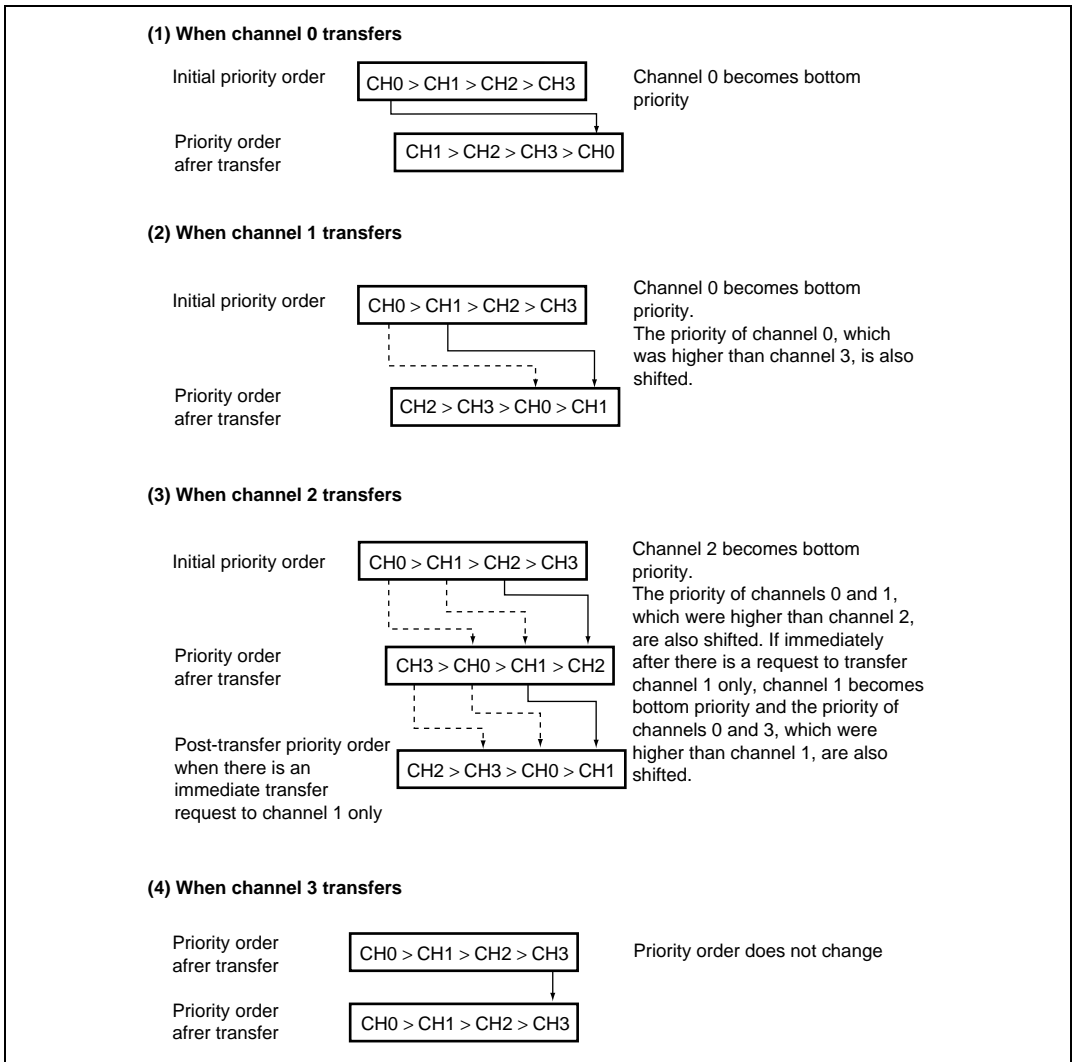 (1) When channel 0 transfers
Initial priority order
CH0 > CH1 > CH2 > CH3
Channel 0 becomes bottom
priority
Priority order
afrer transfer
CH1 > CH2 > CH3 > CH0
(2) When channel 1 transfers
Initial priority order
CH0 > CH1 > CH2 > CH3
Channel 0 becomes bottom
priority.
The priority of channel 0, which
was higher than channel 3, is also
shifted.
Priority order
afrer transfer
CH2 > CH3 > CH0 > CH1
(3) When channel 2 transfers
Initial priority order
CH0 > CH1 > CH2 > CH3
Channel 2 becomes bottom
priority.
The priority of channels 0 and 1,
which were higher than channel 2,
are also shifted. If immediately
after there is a request to transfer
channel 1 only, channel 1 becomes
bottom priority and the priority of
channels 0 and 3, which were
higher than channel 1, are also
shifted.
Priority order
afrer transfer
CH3 > CH0 > CH1 > CH2
Post-transfer priority order
when there is an
immediate transfer
request to channel 1 only
CH2 > CH3 > CH0 > CH1
(4) When channel 3 transfers
Priority order
afrer transfer
CH0 > CH1 > CH2 > CH3
Priority order does not change
Priority order
afrer transfer
CH0 > CH1 > CH2 > CH3